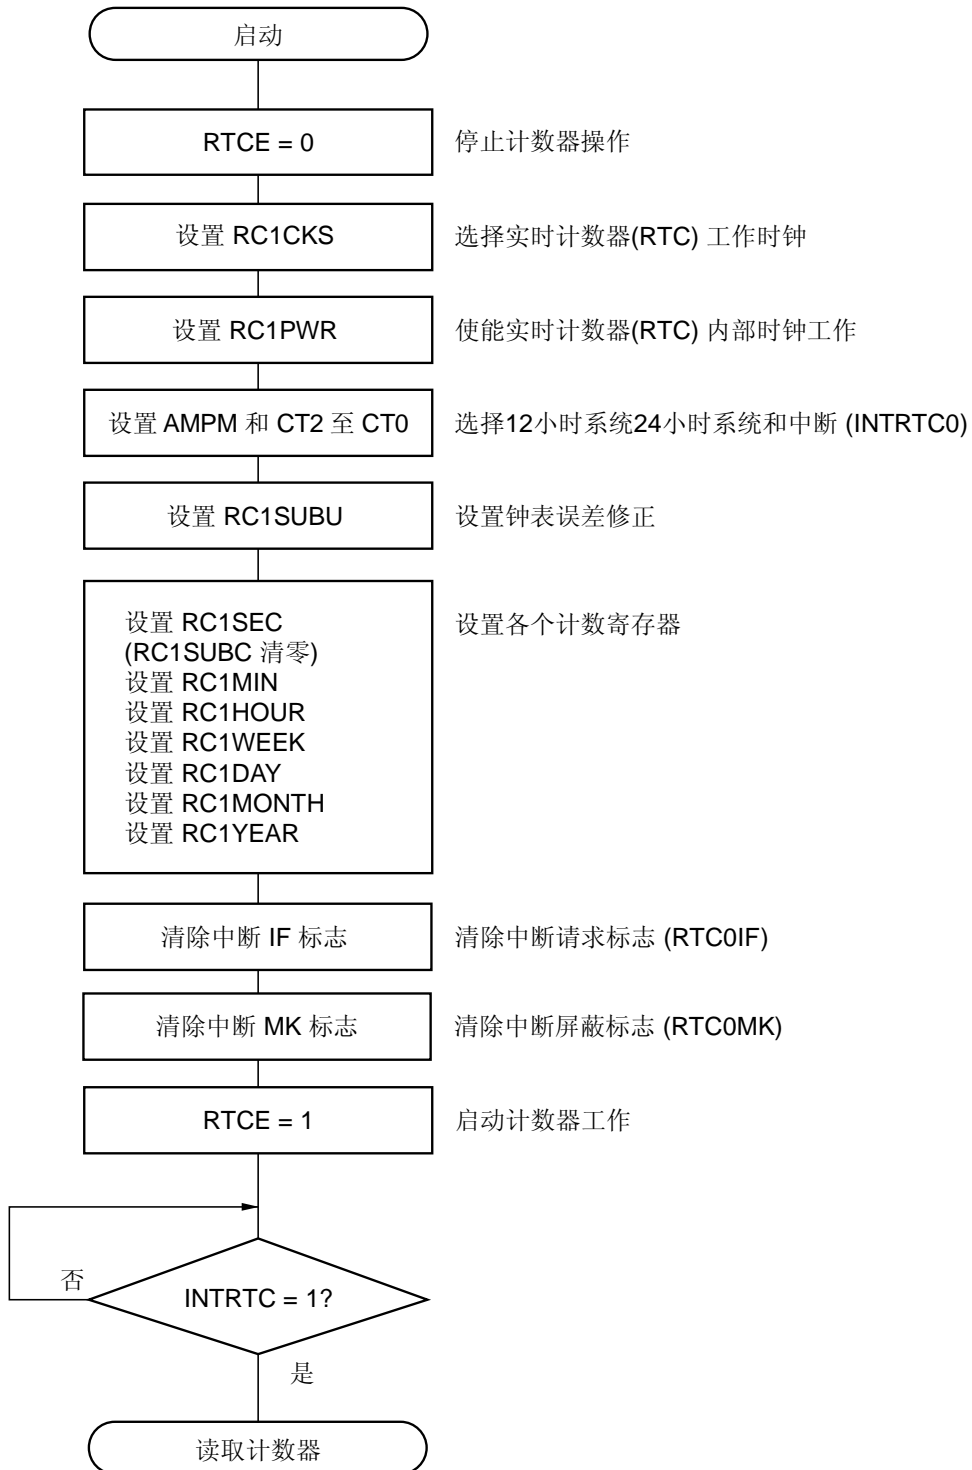 启动
RTCE = 0
停止计数器操作
设置 RC1CKS
选择实时计数器(RTC) 工作时钟
设置 RC1PWR
使能实时计数器(RTC) 内部时钟工作
设置 AMPM 和 CT2 至 CT0
选择12小时系统24小时系统和中断 (INTRTC0)
设置 RC1SUBU
设置钟表误差修正
设置 RC1SEC
(RC1SUBC 清零)
设置 RC1MIN
设置 RC1HOUR
设置 RC1WEEK
设置 RC1DAY
设置 RC1MONTH
设置 RC1YEAR
设置各个计数寄存器
清除中断 IF 标志
清除中断请求标志 (RTC0IF)
清除中断 MK 标志
清除中断屏蔽标志 (RTC0MK)
RTCE = 1
启动计数器工作
否
INTRTC = 1?
是
读取计数器